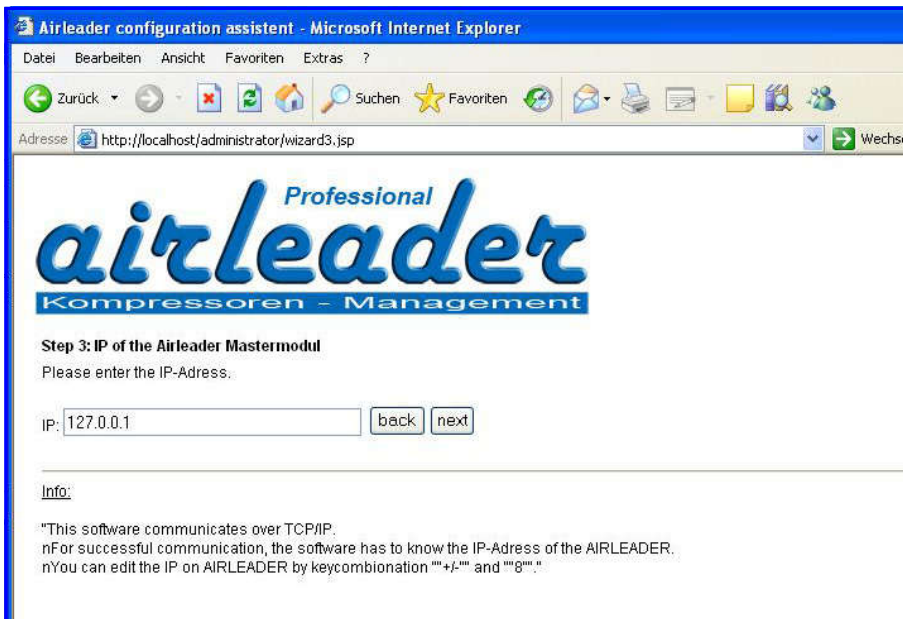 Airleader configuration assistent - Microsoft Internet Explorer
Datei Bearbeiten Ansicht Favoriten Extras ?
Zurück Suchen Favoriten
Adresse http://localhost/administrator/wizard3.jsp Wechs
Professional
airleader
Kompressoren - Management
Step 3: IP of the Airleader Mastermodul
Please enter the IP-Adress.
IP: 127.0.0.1 back next
Info:
"This software communicates over TCP/IP.
nFor successful communication, the software has to know the IP-Adress of the AIRLEADER.
nYou can edit the IP on AIRLEADER by keycombionation ""+/-"" and ""8""."